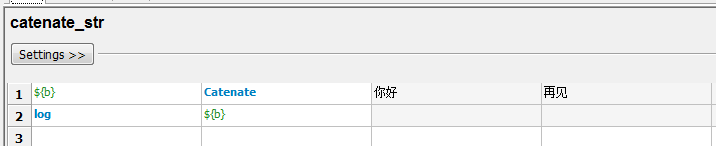 catenate_str
Settings >>
1 ${b} Catenate 你好 再见
2 log ${b}
3